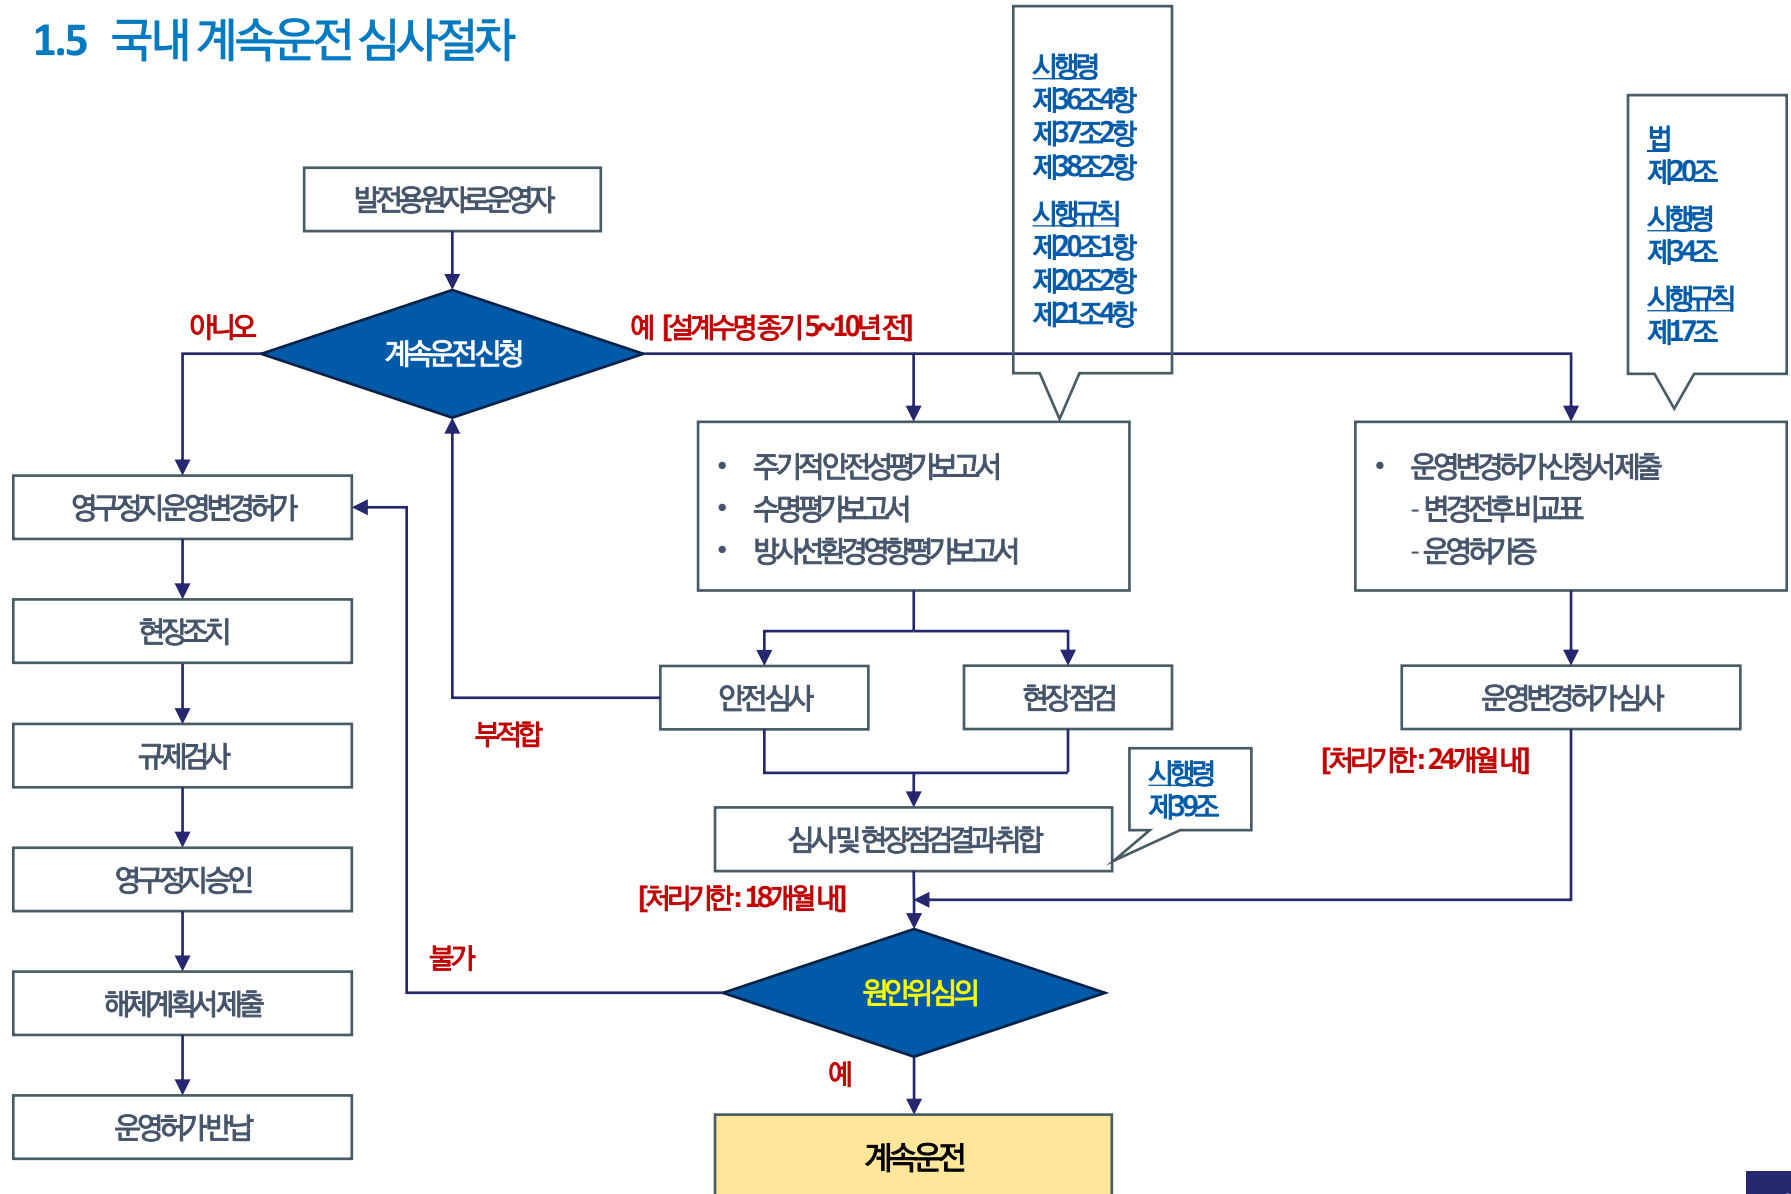 1.5 국내 계속운전 심사절차
시행령
제36조4항
제37조2항
제38조2항
시행규칙
제20조1항
제20조2항
제21조4항
법
제20조
시행령
제34조
시행규칙
제17조
발전용원자로운영자
아니오
계속운전신청
예 [설계수명 종기 5~10년 전]
영구정지 운영변경허가
• 주기적안전성평가보고서
• 수명평가보고서
• 방사선환경영향평가보고서
• 운영변경허가신청서 제출
- 변경전후 비교표
- 운영허가증
현장조치
안전심사
현장점검
운영변경허가심사
부적합
규제검사
시행령
제39조
[처리기한 : 24개월 내]
심사 및 현장점검결과 취합
영구정지승인
[처리기한 : 18개월 내]
불가
원안위심의
해체계획서 제출
예
운영허가반납
계속운전